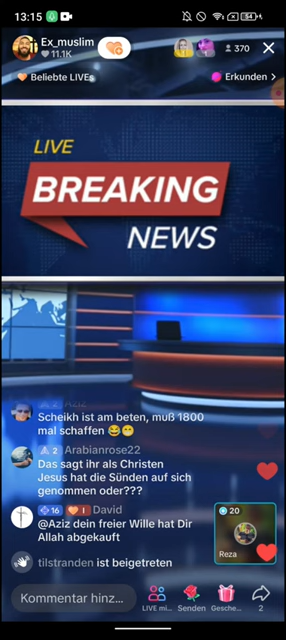 13:15
54
Ex_muslim
11.1K
370
Beliebte LIVEs
Erkunden >
LIVE
BREAKING
NEWS
2 Aziz
Scheikh ist am beten, muß 1800
mal schaffen 😂😁
2 Arabianrose22
Das sagt ihr als Christen
Jesus hat die Sünden auf sich
genommen oder???
16 1 David
@Aziz dein freier Wille hat Dir
Allah abgekauft
20
Reza
tilstranden ist beigetreten
Kommentar hinz...
LIVE mi...
Senden
Gesche...
2